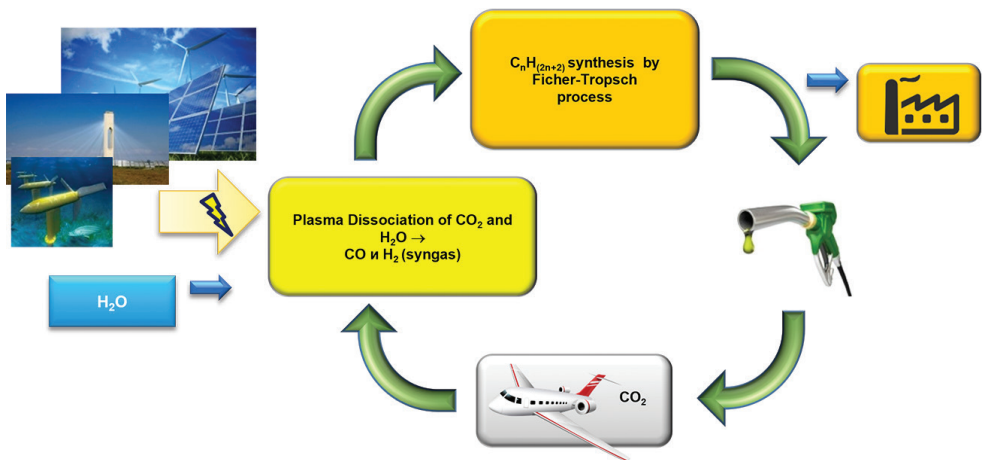 CₙH₍₂ₙ₊₂₎ synthesis by
Ficher-Tropsch
process
Plasma Dissociation of CO₂ and
H₂O →
CO и H₂ (syngas)
H₂O
CO₂